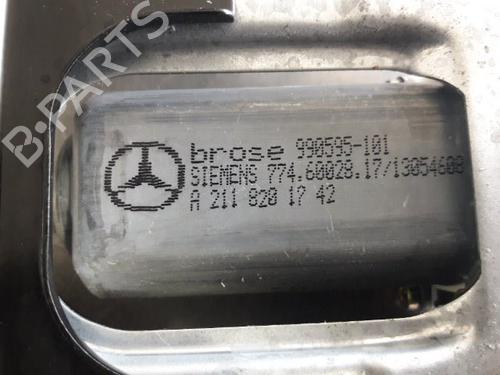 B-PARTS
brose 990595-101
SIEMENS 774.60028.17/13054608
A 211 820 17 42